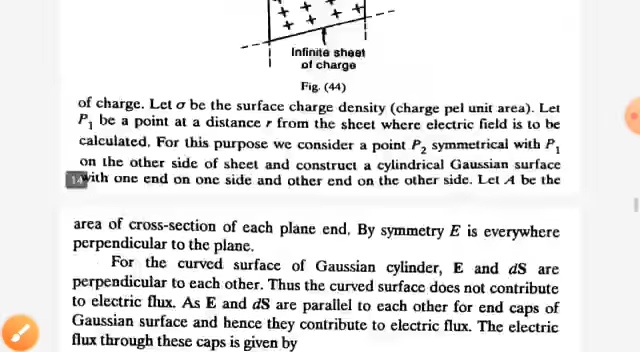 Infinite sheet
of charge
Fig. (44)
of charge. Let σ be the surface charge density (charge pel unit area). Let
P₁ be a point at a distance r from the sheet where electric field is to be
calculated. For this purpose we consider a point P₂ symmetrical with P₁
on the other side of sheet and construct a cylindrical Gaussian surface
14
with one end on one side and other end on the other side. Let A be the
area of cross-section of each plane end. By symmetry E is everywhere
perpendicular to the plane.
For the curved surface of Gaussian cylinder, E and dS are
perpendicular to each other. Thus the curved surface does not contribute
to electric flux. As E and dS are parallel to each other for end caps of
Gaussian surface and hence they contribute to electric flux. The electric
flux through these caps is given by